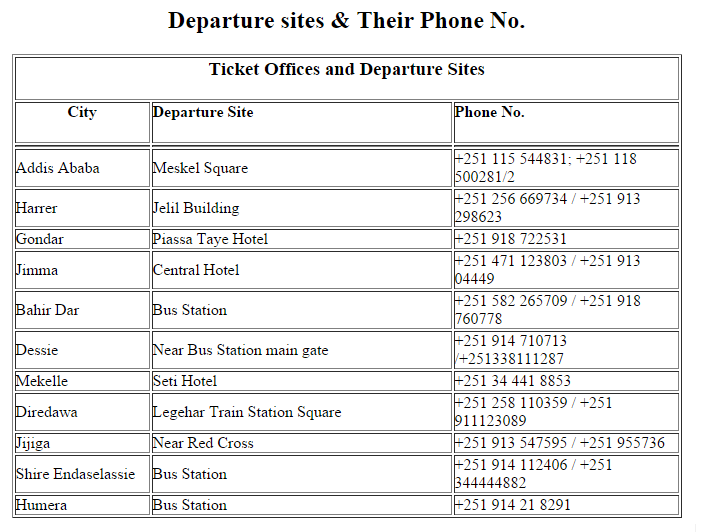 Departure sites & Their Phone No.
Ticket Offices and Departure Sites
City Departure Site Phone No.
Addis Ababa Meskel Square +251 115 544831; +251 118
500281/2
Harrer Jelil Building +251 256 669734 / +251 913
298623
Gondar Piassa Taye Hotel +251 918 722531
Jimma Central Hotel +251 471 123803 / +251 913
04449
Bahir Dar Bus Station +251 582 265709 / +251 918
760778
Dessie Near Bus Station main gate +251 914 710713
/+251338111287
Mekelle Seti Hotel +251 34 441 8853
Diredawa Legehar Train Station Square +251 258 110359 / +251
911123089
Jijiga Near Red Cross +251 913 547595 / +251 955736
Shire Endaselassie Bus Station +251 914 112406 / +251
344444882
Humera Bus Station +251 914 21 8291